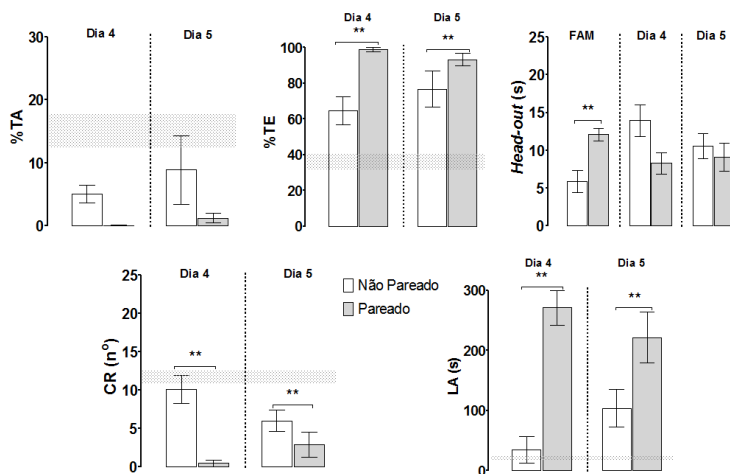 Dia 4
Dia 5
%TA
30
20
10
0
Dia 4
Dia 5
**
**
%TE
100
80
60
40
20
0
FAM
Dia 4
Dia 5
**
Head-out (s)
25
20
15
10
5
0
Dia 4
Dia 5
**
**
CR (nº)
25
20
15
10
5
0
Não Pareado
Pareado
Dia 4
Dia 5
**
**
LA (s)
300
200
100
0